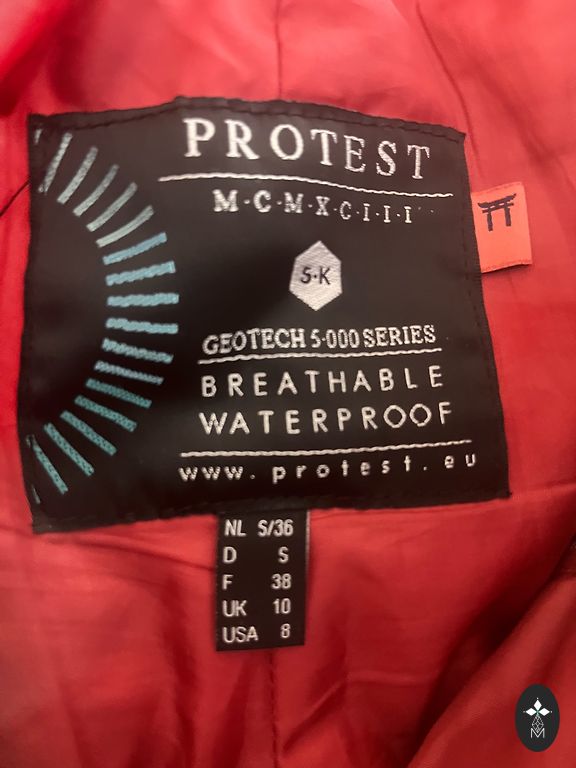 PROTEST
M·C·M·X·C·I·I·I
5·K
GEOTECH 5·000 SERIES
BREATHABLE
WATERPROOF
www.protest.eu
NL S/36
D S
F 38
UK 10
USA 8
M